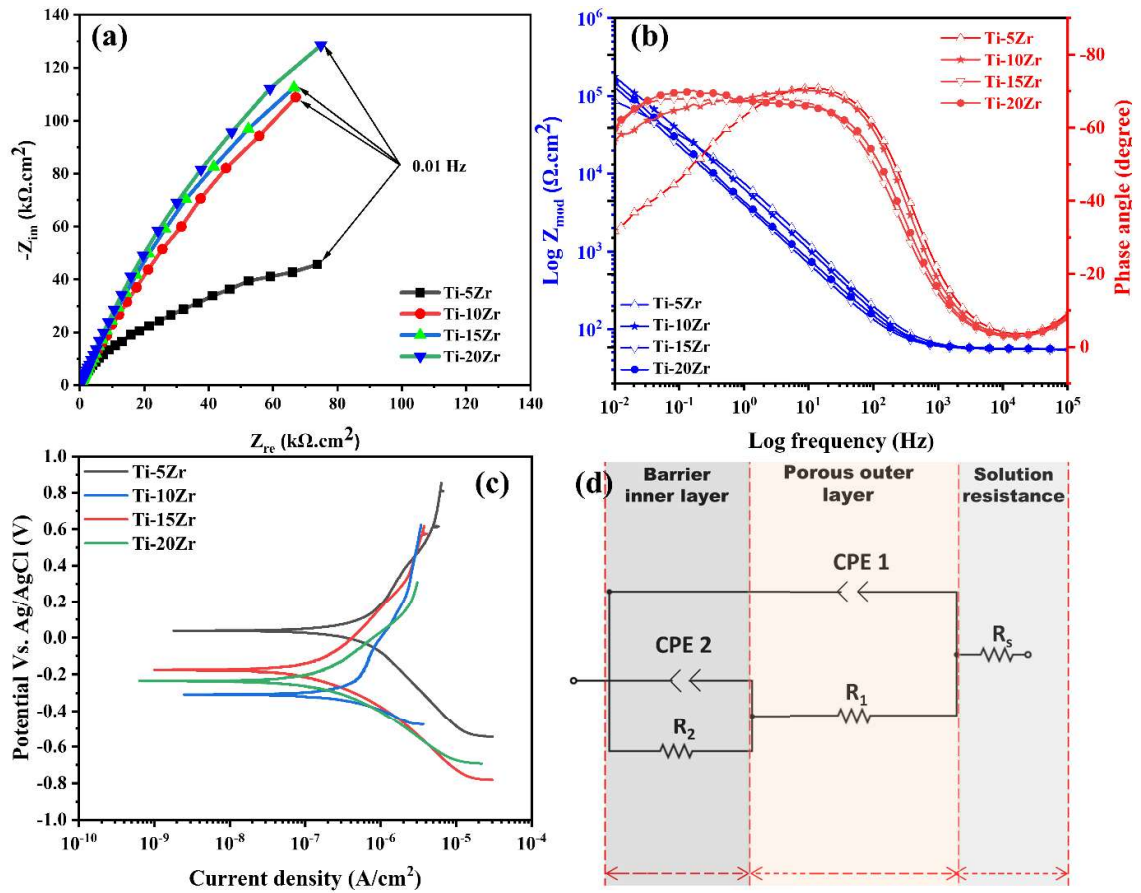 (a)
140
120
100
80
60
40
20
0
-Z_im (kΩ.cm²)
0.01 Hz
Ti-5Zr
Ti-10Zr
Ti-15Zr
Ti-20Zr
0 20 40 60 80 100 120 140
Z_re (kΩ.cm²)
(b)
10⁶
10⁵
10⁴
10³
10²
Log Z_mod (Ω.cm²)
Ti-5Zr
Ti-10Zr
Ti-15Zr
Ti-20Zr
Ti-5Zr
Ti-10Zr
Ti-15Zr
Ti-20Zr
-80
-60
-40
-20
0
Phase angle (degree)
10⁻² 10⁻¹ 10⁰ 10¹ 10² 10³ 10⁴ 10⁵
Log frequency (Hz)
(c)
1.0
0.8
0.6
0.4
0.2
0.0
-0.2
-0.4
-0.6
-0.8
-1.0
Potential Vs. Ag/AgCl (V)
Ti-5Zr
Ti-10Zr
Ti-15Zr
Ti-20Zr
10⁻¹⁰ 10⁻⁹ 10⁻⁸ 10⁻⁷ 10⁻⁶ 10⁻⁵ 10⁻⁴
Current density (A/cm²)
(d)
Barrier
inner layer
Porous outer
layer
Solution
resistance
CPE 1
CPE 2
R_s
R₁
R₂